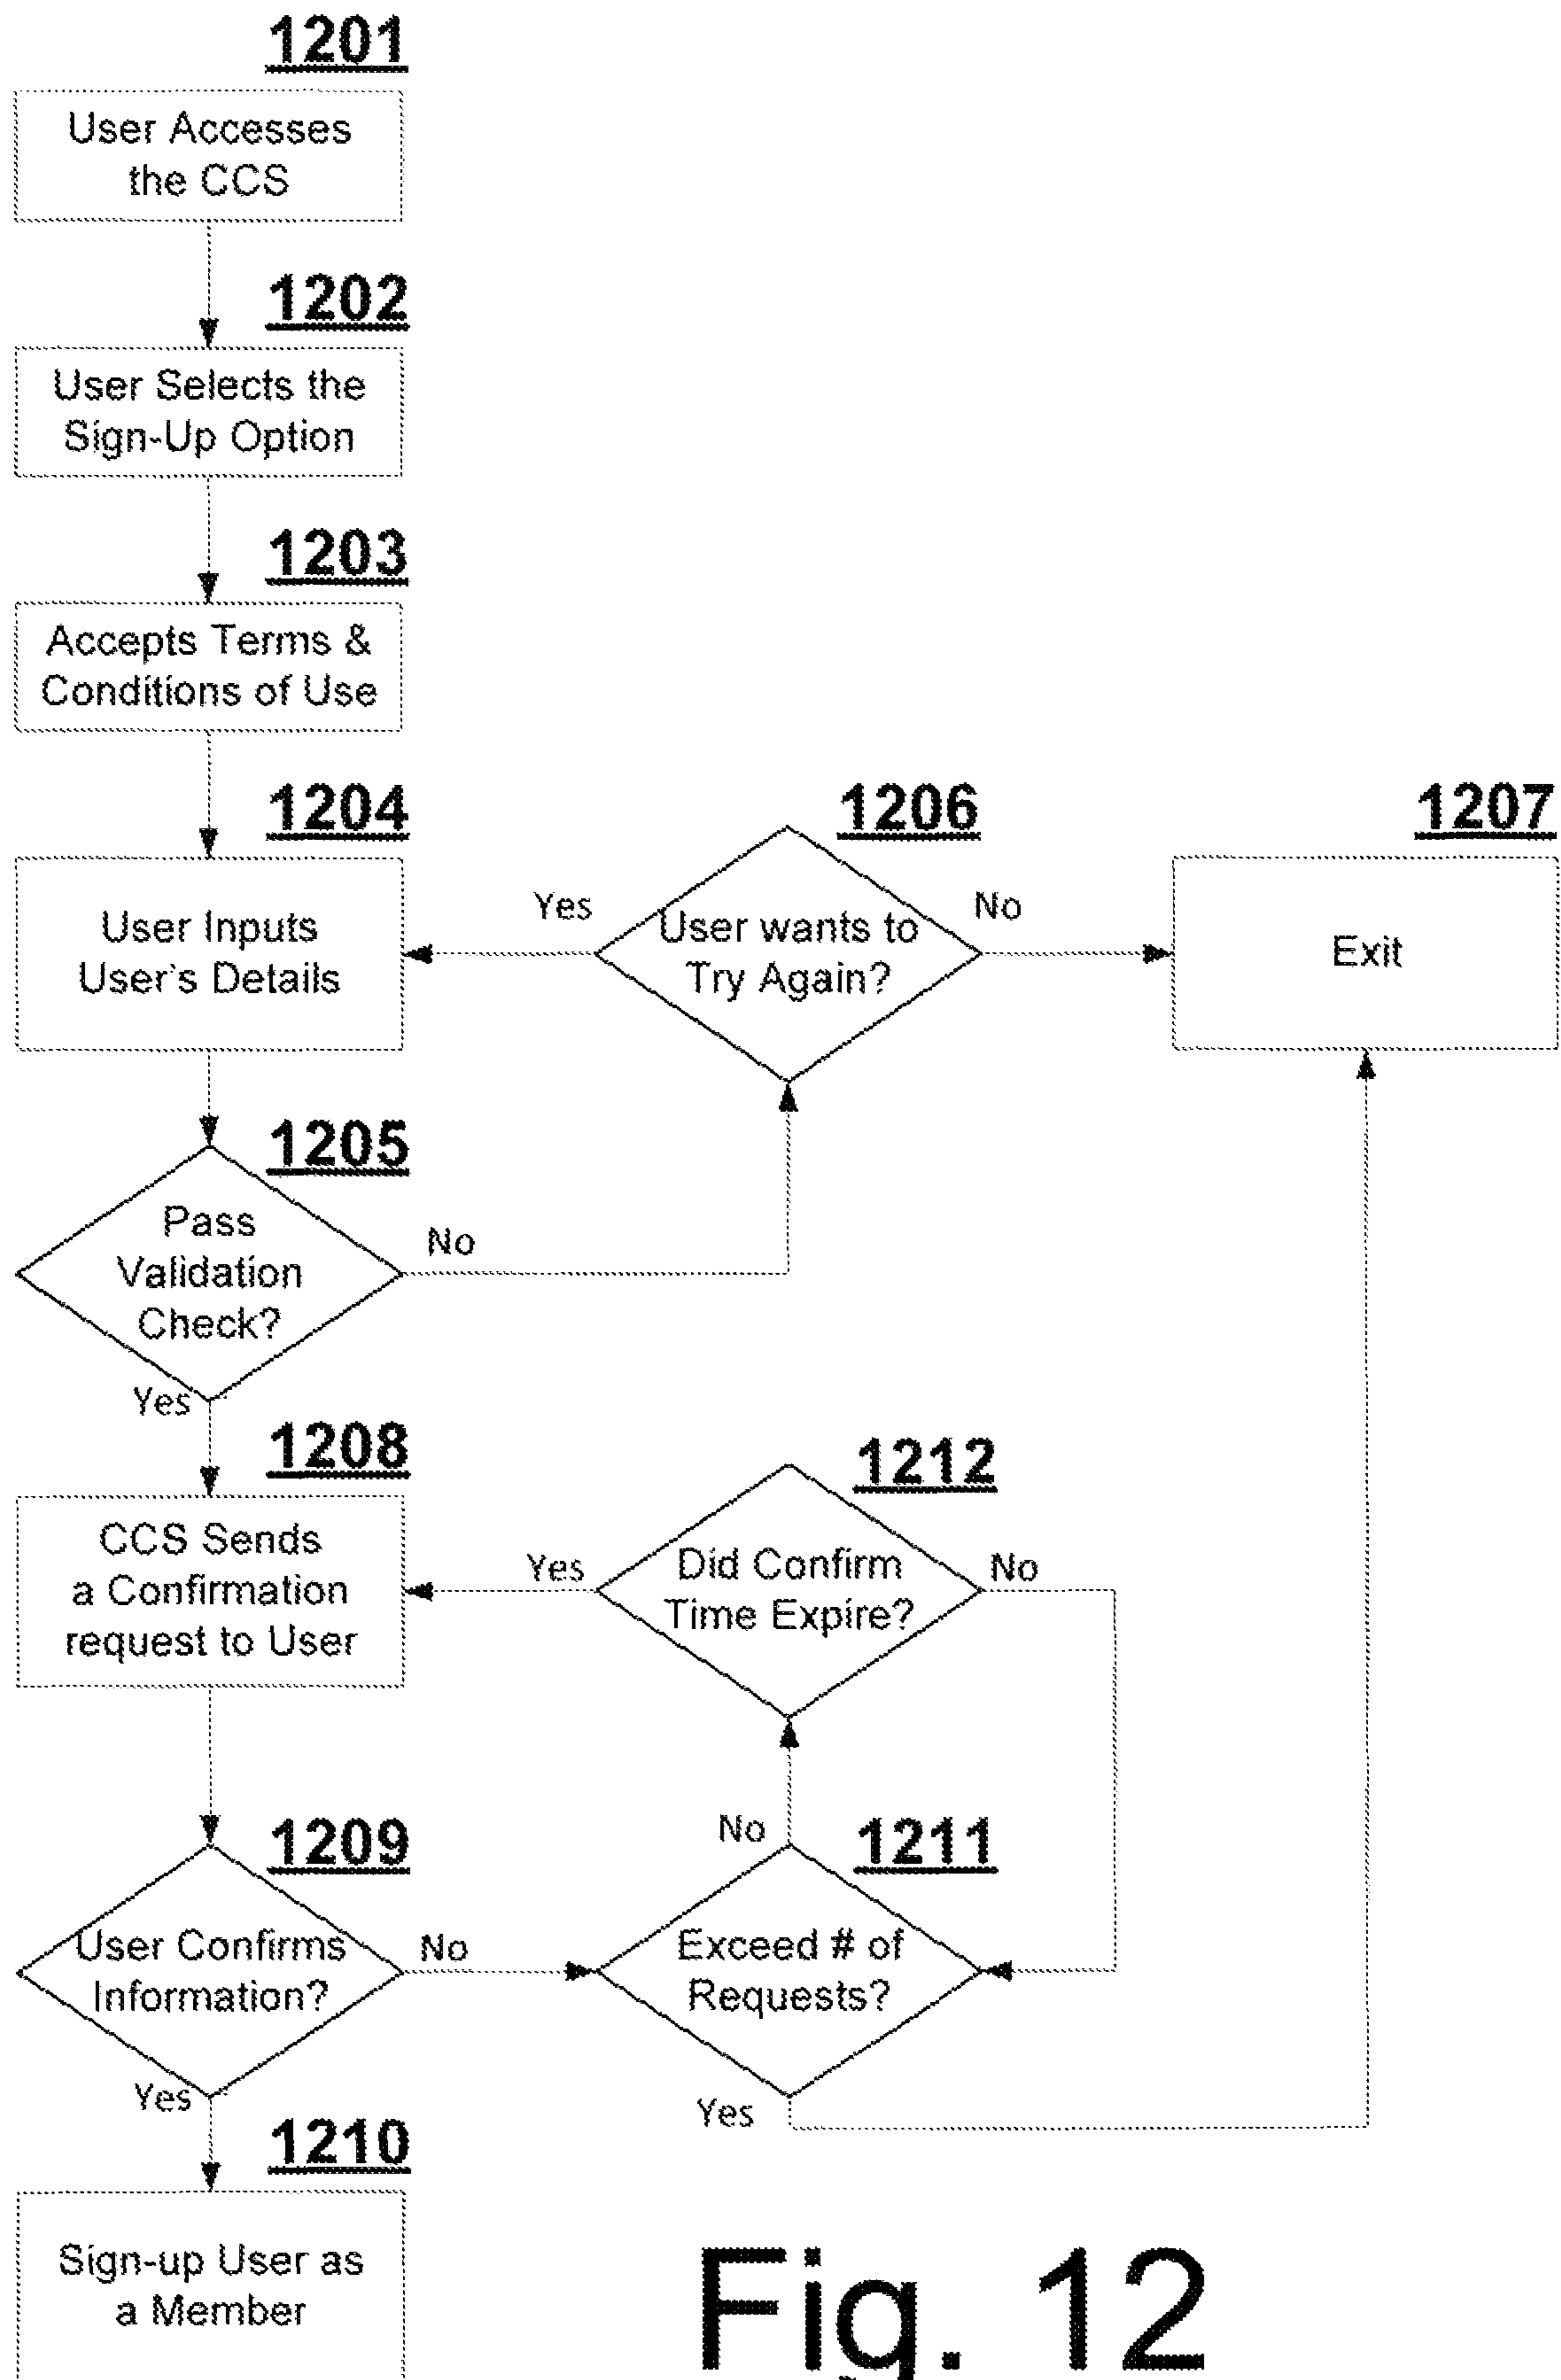 1201
User Accesses
the CCS
1202
User Selects the
Sign-Up Option
1203
Accepts Terms &
Conditions of Use
1204
User Inputs
User's Details
Yes
1206
User wants to
Try Again?
No
1207
Exit
1205
Pass
Validation
Check?
No
Yes
1208
CCS Sends
a Confirmation
request to User
Yes
1212
Did Confirm
Time Expire?
No
1209
User Confirms
Information?
No
No
1211
Exceed # of
Requests?
Yes
Yes
1210
Sign-up User as
a Member
Fig. 12